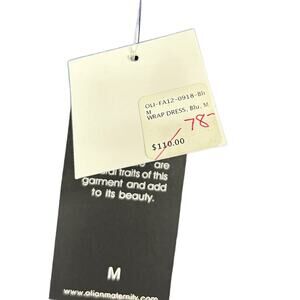 OLI-FA12-0918-Bl
M
WRAP DRESS, Blu, M
78-
$110.00
are
traits of this
garment and add
to its beauty.
M
www.olianmaternity.com